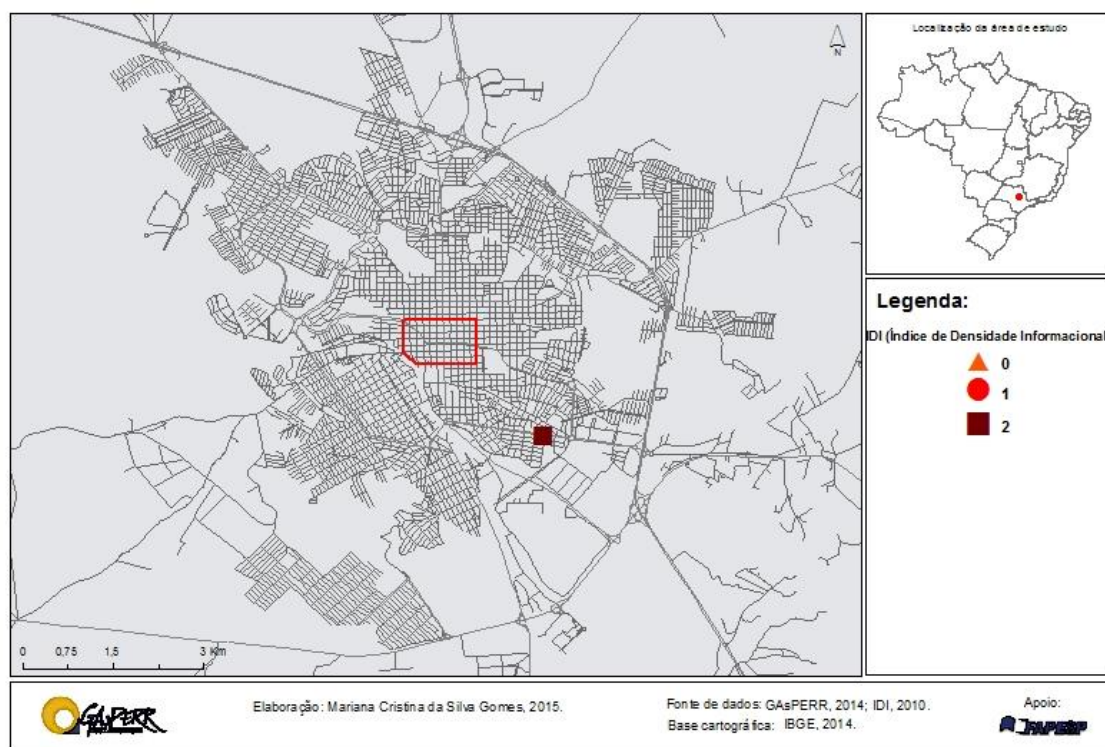 Localização da área de estudo
N
Legenda:
IDI (Índice de Densidade Informacional
0
1
2
0 0,75 1,5 3 Km
GAsPERR
Elaboração: Mariana Cristina da Silva Gomes, 2015.
Fonte de dados: GAsPERR, 2014; IDI, 2010.
Base cartográfica: IBGE, 2014.
Apoio:
FAPESP